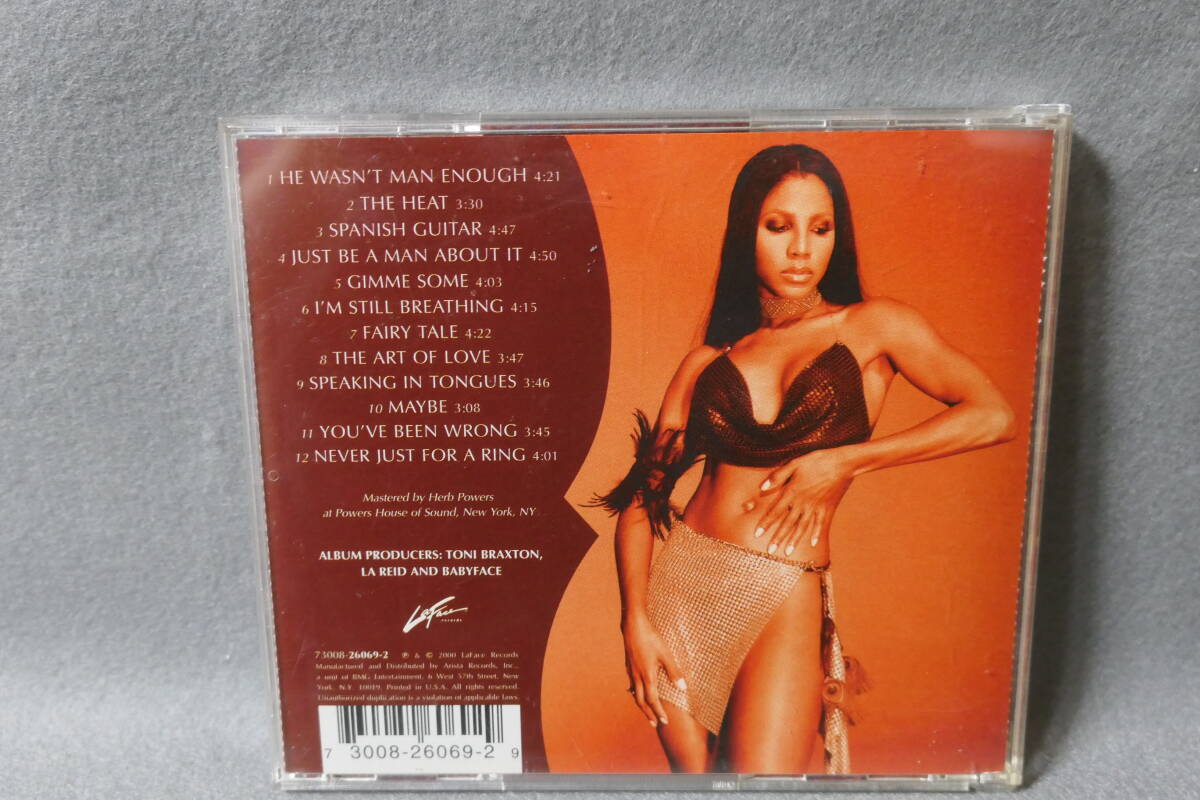 1 HE WASN'T MAN ENOUGH 4:21
2 THE HEAT 3:30
3 SPANISH GUITAR 4:47
4 JUST BE A MAN ABOUT IT 4:50
5 GIMME SOME 4:03
6 I'M STILL BREATHING 4:15
7 FAIRY TALE 4:22
8 THE ART OF LOVE 3:47
9 SPEAKING IN TONGUES 3:46
10 MAYBE 3:08
11 YOU'VE BEEN WRONG 3:45
12 NEVER JUST FOR A RING 4:01
Mastered by Herb Powers
at Powers House of Sound, New York, NY
ALBUM PRODUCERS: TONI BRAXTON,
LA REID AND BABYFACE
LaFace
records
73008-26069-2 ℗ & © 2000 LaFace Records
Manufactured and Distributed by Arista Records, Inc.,
a unit of BMG Entertainment, 6 West 57th Street, New
York, N.Y. 10019. Printed in U.S.A. All rights reserved.
Unauthorized duplication is a violation of applicable laws.
7 3008-26069-2 9